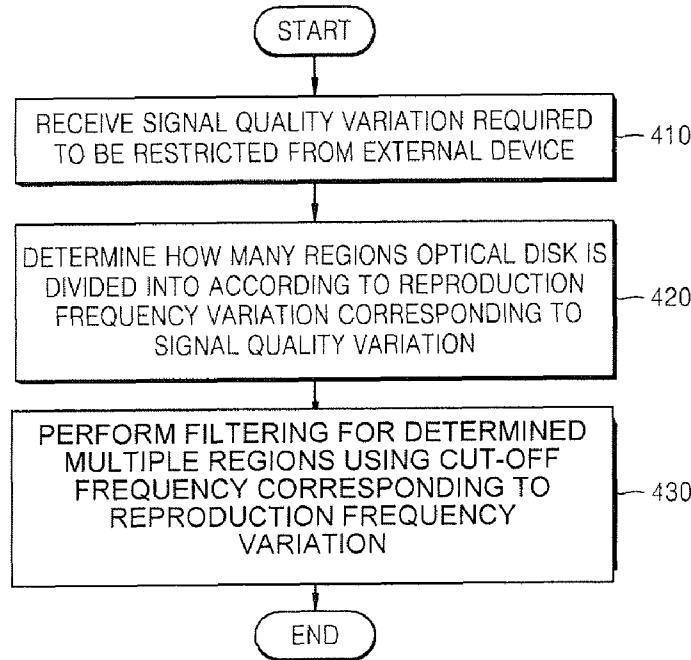 START
RECEIVE SIGNAL QUALITY VARIATION REQUIRED
TO BE RESTRICTED FROM EXTERNAL DEVICE
410
DETERMINE HOW MANY REGIONS OPTICAL DISK IS
DIVIDED INTO ACCORDING TO REPRODUCTION
FREQUENCY VARIATION CORRESPONDING TO
SIGNAL QUALITY VARIATION
420
PERFORM FILTERING FOR DETERMINED
MULTIPLE REGIONS USING CUT-OFF
FREQUENCY CORRESPONDING TO
REPRODUCTION FREQUENCY
VARIATION
430
END